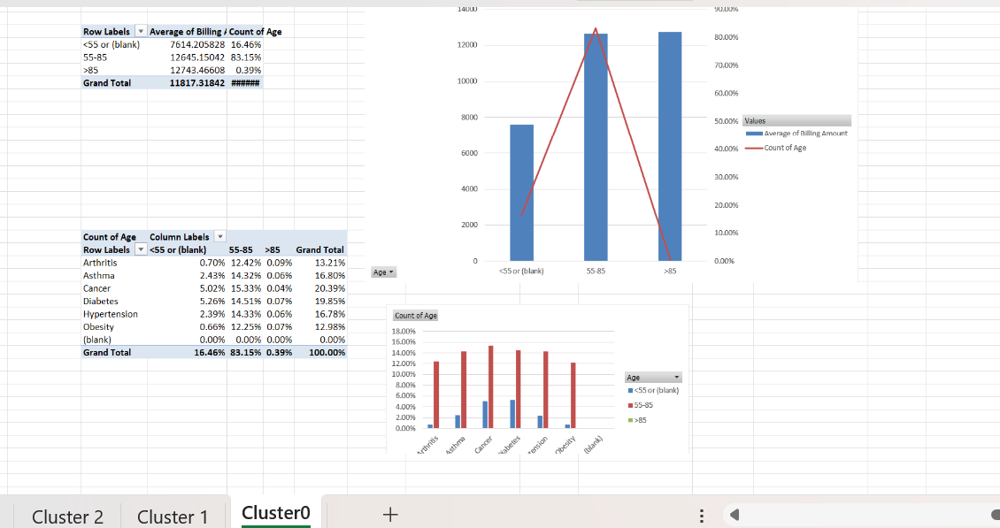 Row Labels Average of Billing A Count of Age
<55 or (blank) 7614.205828 16.46%
55-85 12645.15042 83.15%
>85 12743.46608 0.39%
Grand Total 11817.31842 ######
Count of Age Column Labels
Row Labels <55 or (blank) 55-85 >85 Grand Total
Arthritis 0.70% 12.42% 0.09% 13.21%
Asthma 2.43% 14.32% 0.06% 16.80%
Cancer 5.02% 15.33% 0.04% 20.39%
Diabetes 5.26% 14.51% 0.07% 19.85%
Hypertension 2.39% 14.33% 0.06% 16.78%
Obesity 0.66% 12.25% 0.07% 12.98%
(blank) 0.00% 0.00% 0.00% 0.00%
Grand Total 16.46% 83.15% 0.39% 100.00%
14000
12000
10000
8000
6000
4000
2000
0
90.00%
80.00%
70.00%
60.00%
50.00%
40.00%
30.00%
20.00%
10.00%
0.00%
<55 or (blank) 55-85 >85
Age
Values
Average of Billing Amount
Count of Age
Count of Age
18.00%
16.00%
14.00%
12.00%
10.00%
8.00%
6.00%
4.00%
2.00%
0.00%
Arthritis Asthma Cancer iabetes ension Obesity (blank)
Age
<55 or (blank)
55-85
>85
Cluster 2 Cluster 1 Cluster0